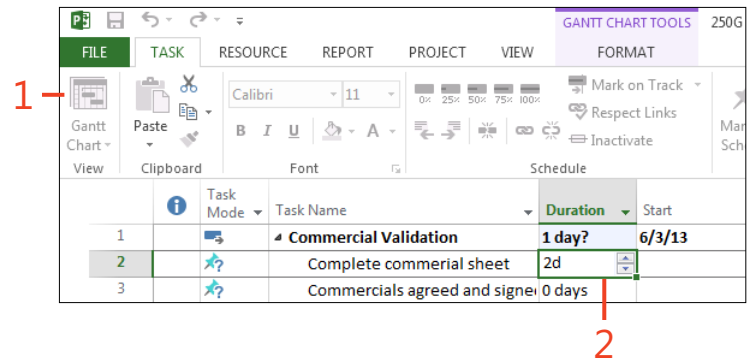 GANTT CHART TOOLS 250G
FILE TASK RESOURCE REPORT PROJECT VIEW FORMAT
1
Gantt Chart
Paste
Calibri 11
B I U A
0% 25% 50% 75% 100%
Mark on Track
Respect Links
Inactivate
Mar
Sch
View Clipboard Font Schedule
Task Mode Task Name Duration Start
1 Commercial Validation 1 day? 6/3/13
2 Complete commerial sheet 2d
3 Commercials agreed and signe 0 days
2